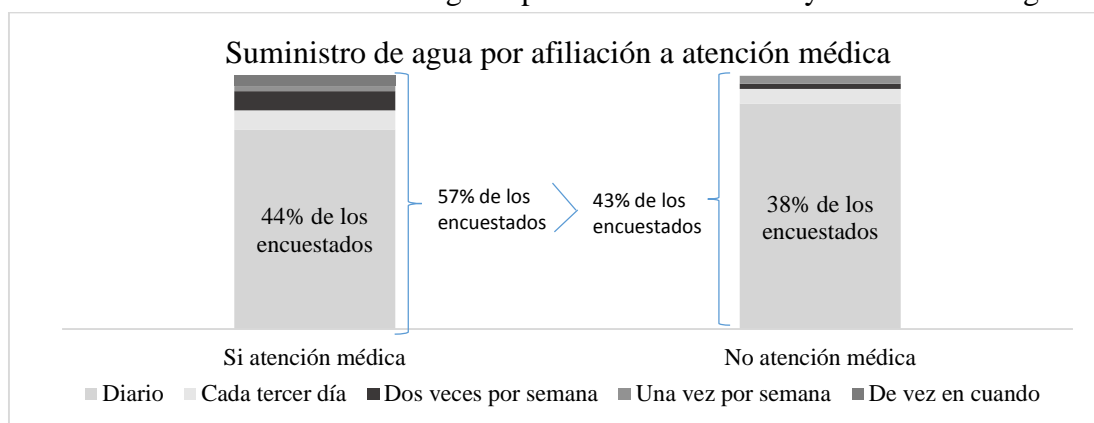 Suministro de agua por afiliación a atención médica
44% de los
encuestados
57% de los
encuestados
43% de los
encuestados
38% de los
encuestados
Si atención médica
No atención médica
Diario
Cada tercer día
Dos veces por semana
Una vez por semana
De vez en cuando